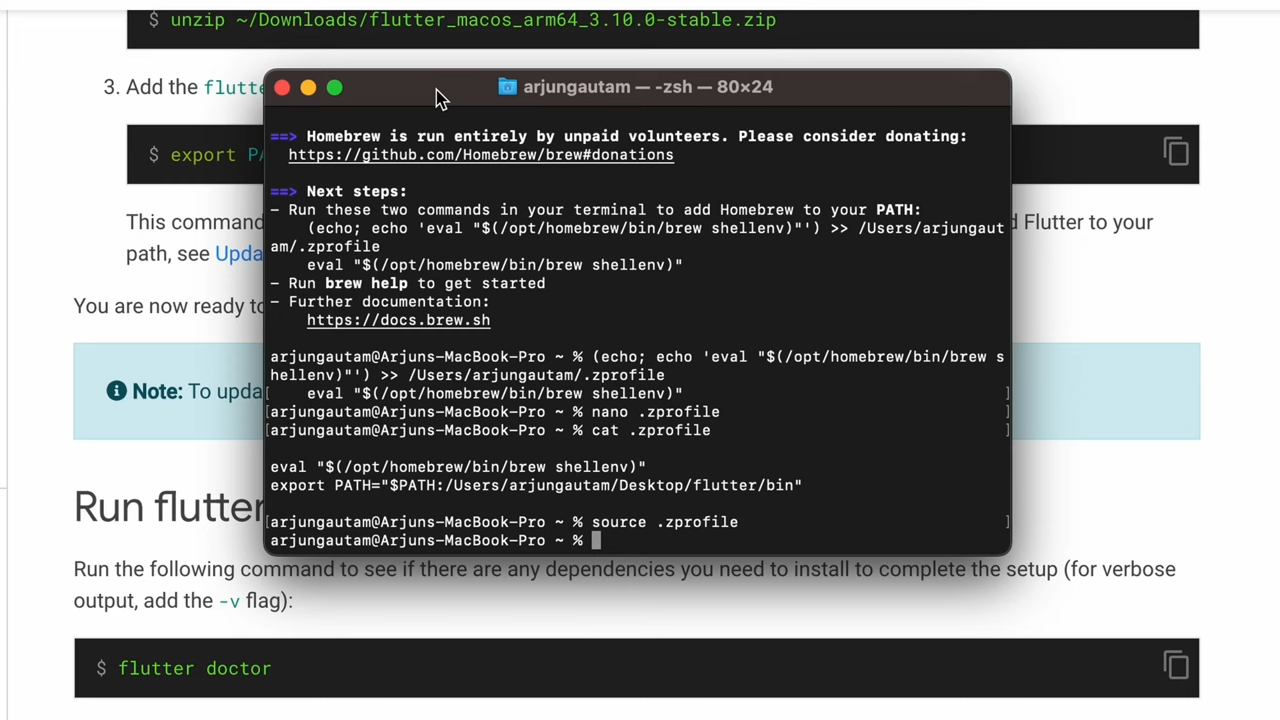 $ unzip ~/Downloads/flutter_macos_arm64_3.10.0-stable.zip
3. Add the
$ export
This command
d Flutter to your
path, see
You are now ready to
Note: To upda
Run flutter
Run the following command to see if there are any dependencies you need to install to complete the setup (for verbose
output, add the -v flag):
$ flutter doctor
arjungautam — -zsh — 80×24
==> Homebrew is run entirely by unpaid volunteers. Please consider donating:
https://github.com/Homebrew/brew#donations
==> Next steps:
– Run these two commands in your terminal to add Homebrew to your PATH:
(echo; echo 'eval "$(/opt/homebrew/bin/brew shellenv)"') >> /Users/arjungaut
am/.zprofile
eval "$(/opt/homebrew/bin/brew shellenv)"
– Run brew help to get started
– Further documentation:
https://docs.brew.sh
arjungautam@Arjuns-MacBook-Pro ~ % (echo; echo 'eval "$(/opt/homebrew/bin/brew s
hellenv)"') >> /Users/arjungautam/.zprofile
[    eval "$(/opt/homebrew/bin/brew shellenv)" ]
[arjungautam@Arjuns-MacBook-Pro ~ % nano .zprofile ]
[arjungautam@Arjuns-MacBook-Pro ~ % cat .zprofile ]
eval "$(/opt/homebrew/bin/brew shellenv)"
export PATH="$PATH:/Users/arjungautam/Desktop/flutter/bin"
[arjungautam@Arjuns-MacBook-Pro ~ % source .zprofile ]
arjungautam@Arjuns-MacBook-Pro ~ %